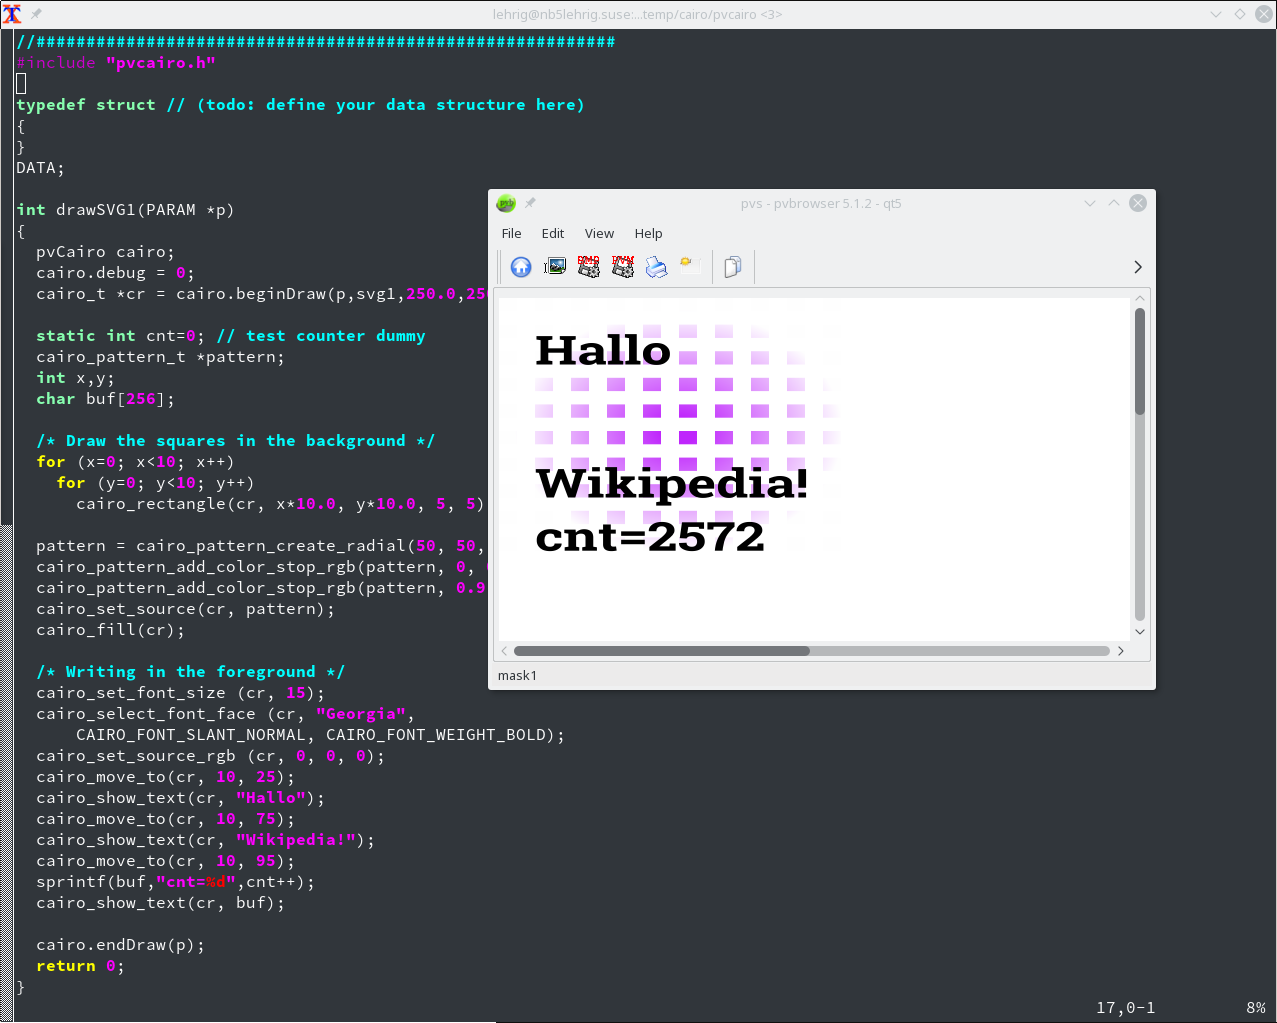 lehrig@nb5lehrig.suse:...temp/cairo/pvcairo <3>
//##########################################################
#include "pvcairo.h"
typedef struct // (todo: define your data structure here)
{
}
DATA;
int drawSVG1(PARAM *p)
{
  pvCairo cairo;
  cairo.debug = 0;
  cairo_t *cr = cairo.beginDraw(p,svg1,250.0,25
  static int cnt=0; // test counter dummy
  cairo_pattern_t *pattern;
  int x,y;
  char buf[256];
  /* Draw the squares in the background */
  for (x=0; x<10; x++)
    for (y=0; y<10; y++)
      cairo_rectangle(cr, x*10.0, y*10.0, 5, 5)
  pattern = cairo_pattern_create_radial(50, 50,
  cairo_pattern_add_color_stop_rgb(pattern, 0,
  cairo_pattern_add_color_stop_rgb(pattern, 0.9
  cairo_set_source(cr, pattern);
  cairo_fill(cr);
  /* Writing in the foreground */
  cairo_set_font_size (cr, 15);
  cairo_select_font_face (cr, "Georgia",
      CAIRO_FONT_SLANT_NORMAL, CAIRO_FONT_WEIGHT_BOLD);
  cairo_set_source_rgb (cr, 0, 0, 0);
  cairo_move_to(cr, 10, 25);
  cairo_show_text(cr, "Hallo");
  cairo_move_to(cr, 10, 75);
  cairo_show_text(cr, "Wikipedia!");
  cairo_move_to(cr, 10, 95);
  sprintf(buf,"cnt=%d",cnt++);
  cairo_show_text(cr, buf);
  cairo.endDraw(p);
  return 0;
}
17,0-1 8%
pvs - pvbrowser 5.1.2 - qt5
File Edit View Help
BMP PVM
Hallo
Wikipedia!
cnt=2572
mask1